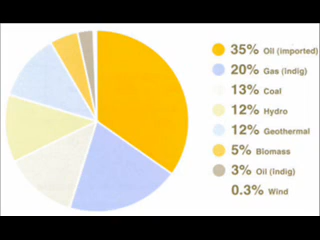 35% Oil (imported)
20% Gas (indig)
13% Coal
12% Hydro
12% Geothermal
5% Biomass
3% Oil (Indig)
0.3% Wind